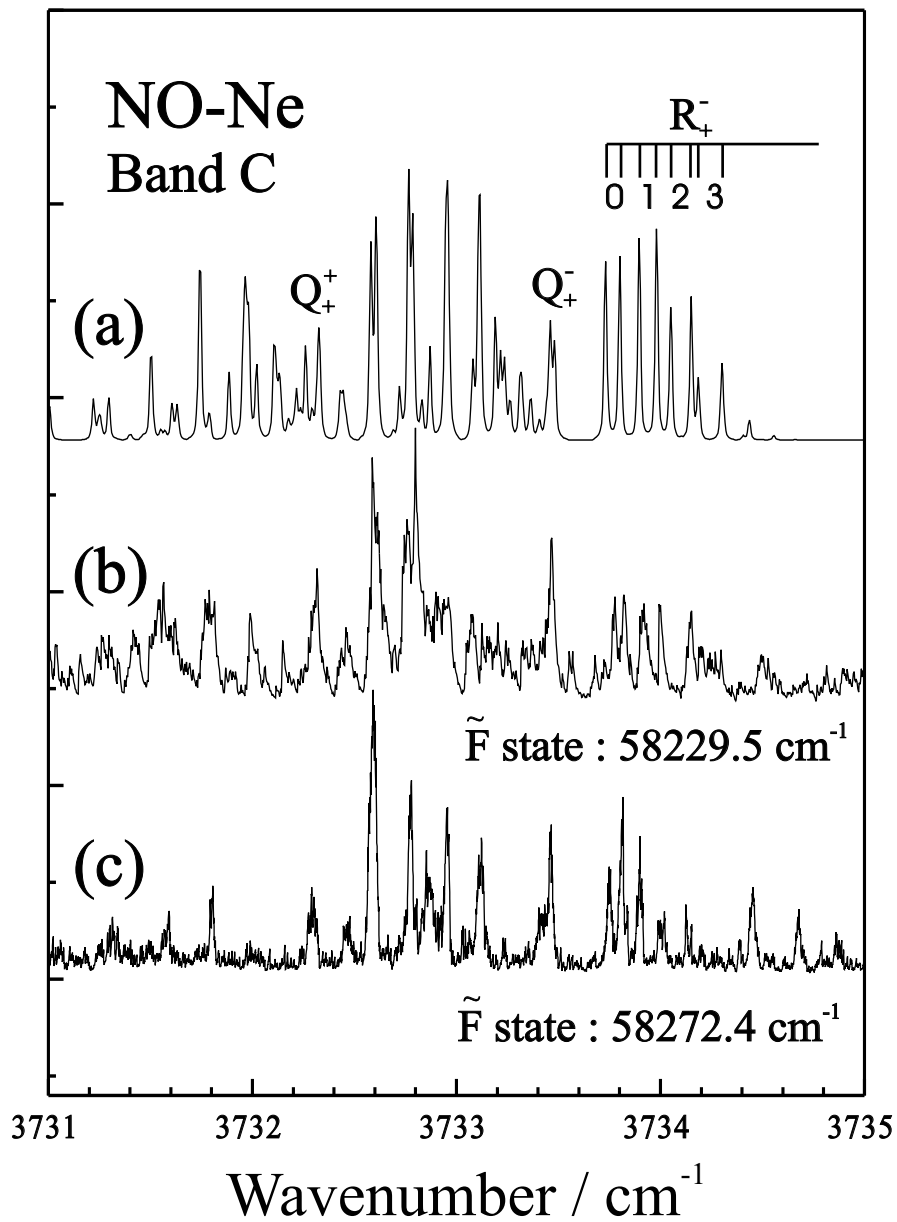 NO-Ne
Band C
R₊⁻
0 1 2 3
Q₊⁺
Q₊⁻
(a)
(b)
F̃ state : 58229.5 cm⁻¹
(c)
F̃ state : 58272.4 cm⁻¹
3731 3732 3733 3734 3735
Wavenumber / cm⁻¹